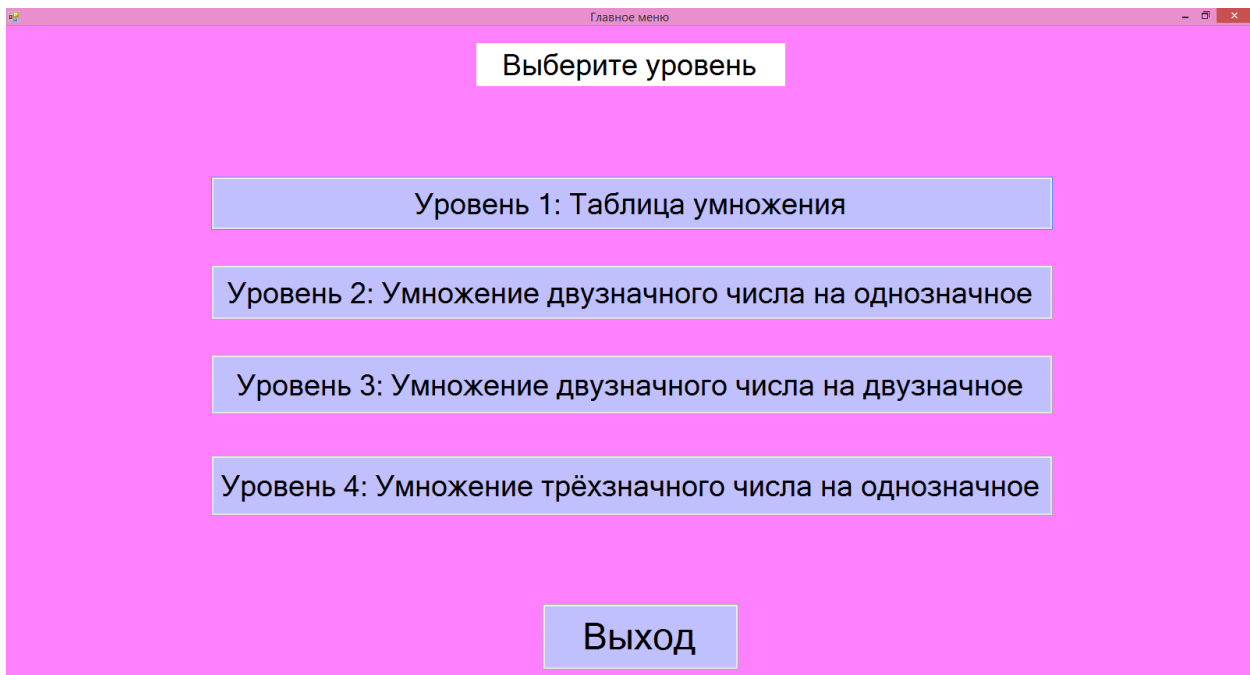 Главное меню
Выберите уровень
Уровень 1: Таблица умножения
Уровень 2: Умножение двузначного числа на однозначное
Уровень 3: Умножение двузначного числа на двузначное
Уровень 4: Умножение трёхзначного числа на однозначное
Выход